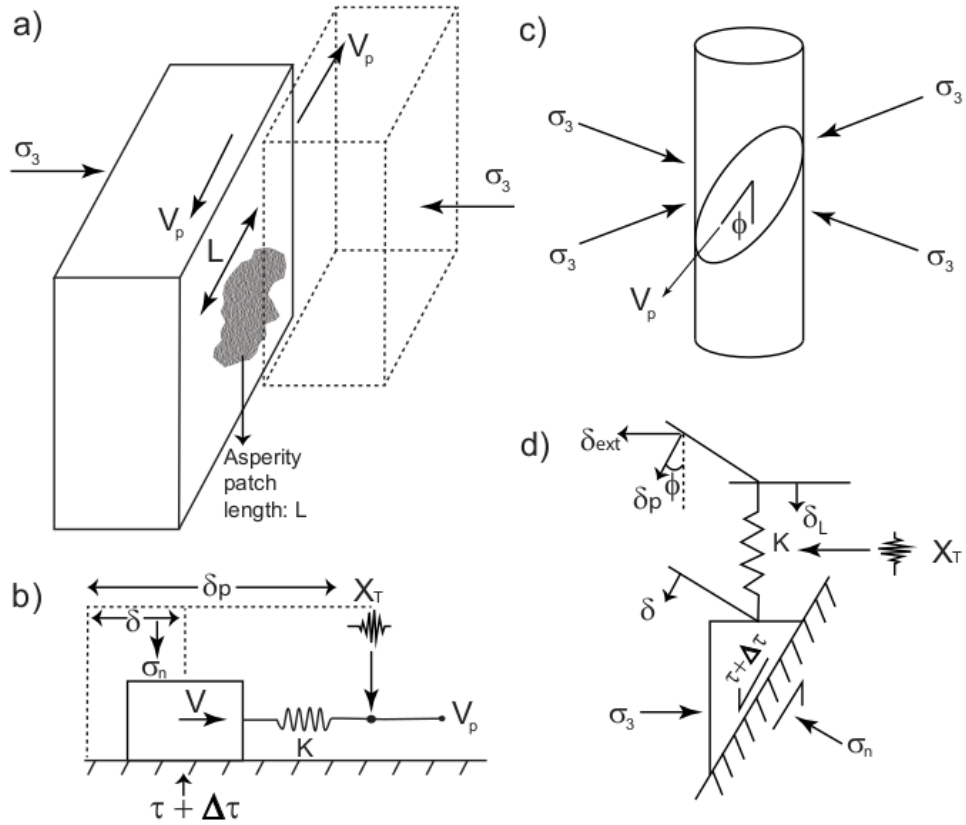 a)
V_p
σ_3
V_p
L
σ_3
Asperity
patch
length: L
b)
δp
X_T
δ
σ_n
V
V_p
K
τ + Δτ
c)
σ_3
σ_3
σ_3
ϕ
σ_3
V_p
d)
δ_ext
δ_p
ϕ
δ_L
K
X_T
δ
τ+Δτ
σ_3
σ_n